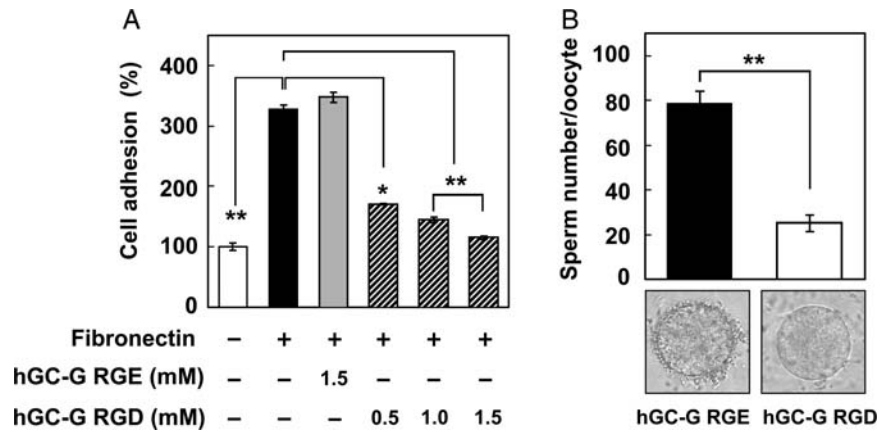 A
Cell adhesion (%)
400
300
200
100
0
**
*
**
Fibronectin – + + + + +
hGC-G RGE (mM) – – 1.5 – – –
hGC-G RGD (mM) – – – 0.5 1.0 1.5
B
Sperm number/oocyte
100
80
60
40
20
0
**
hGC-G RGE hGC-G RGD